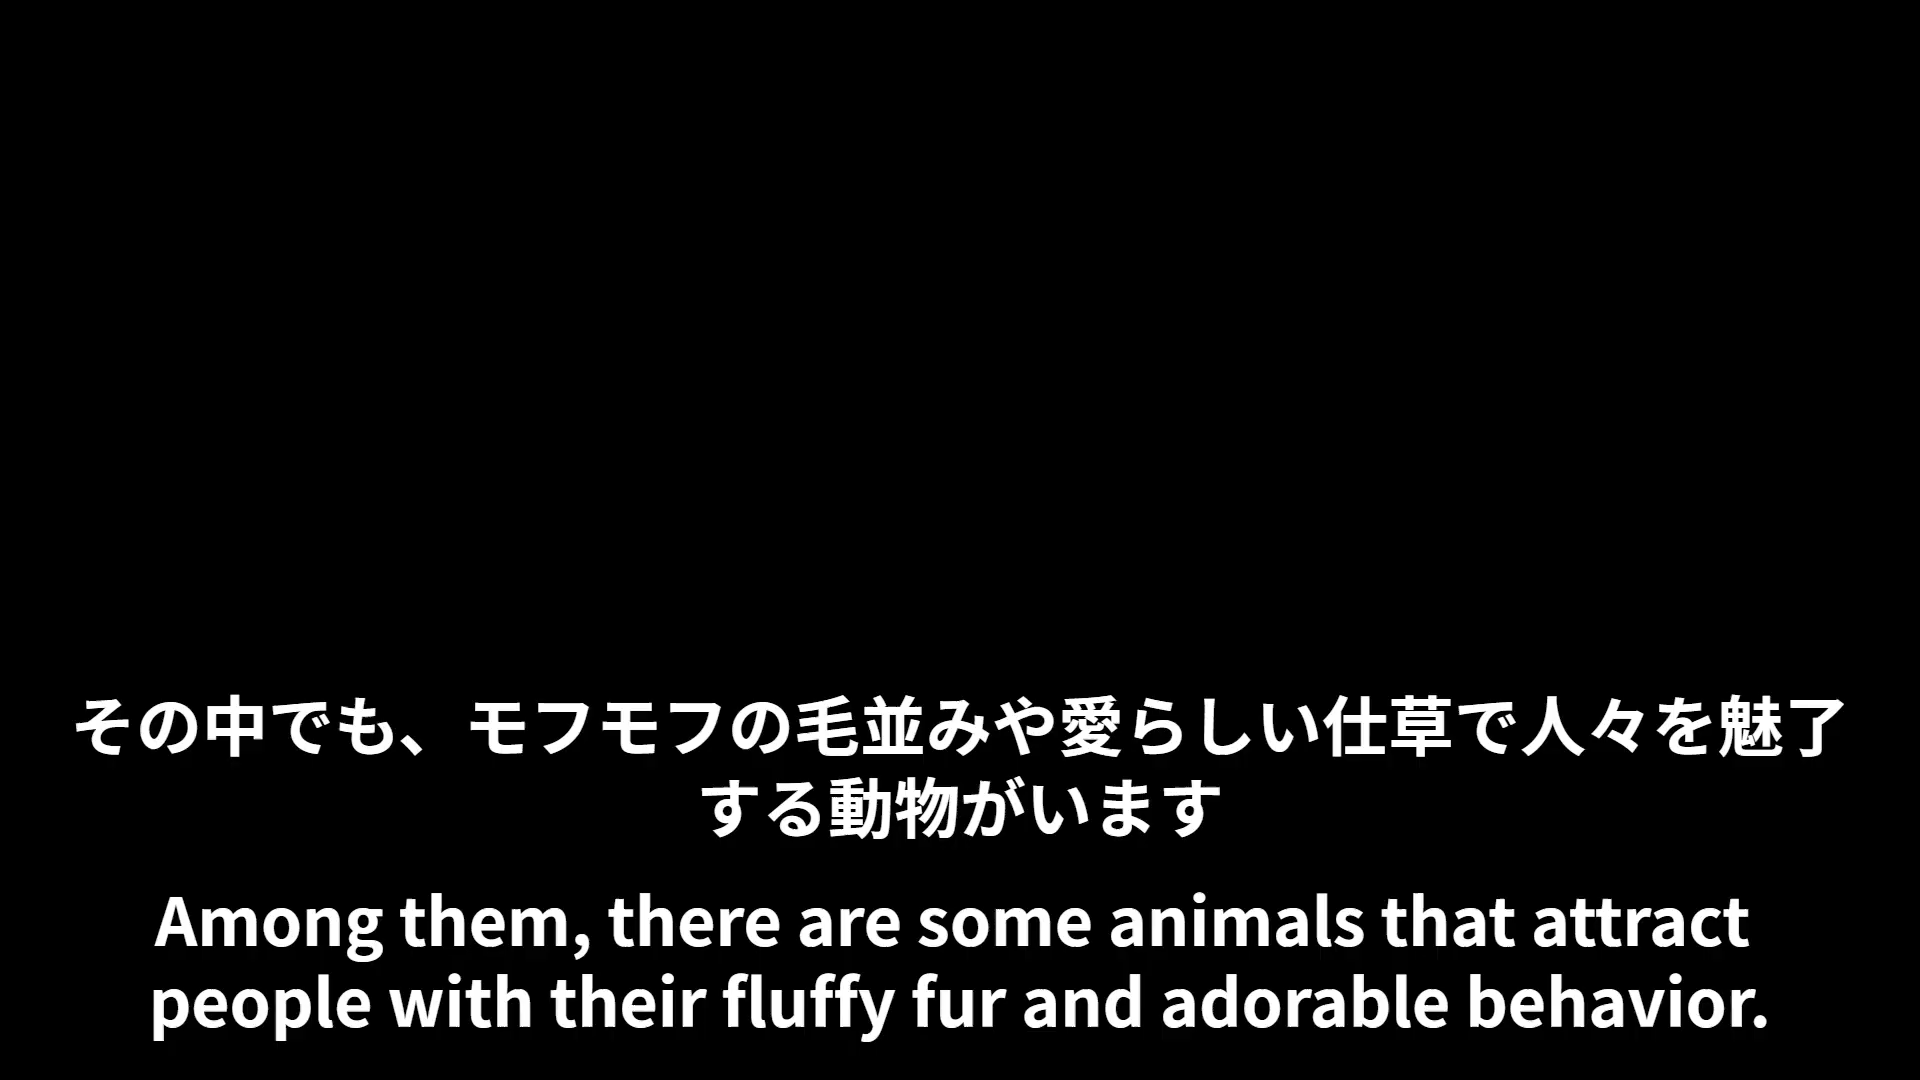 その中でも、モフモフの毛並みや愛らしい仕草で人々を魅了
する動物がいます
Among them, there are some animals that attract
people with their fluffy fur and adorable behavior.